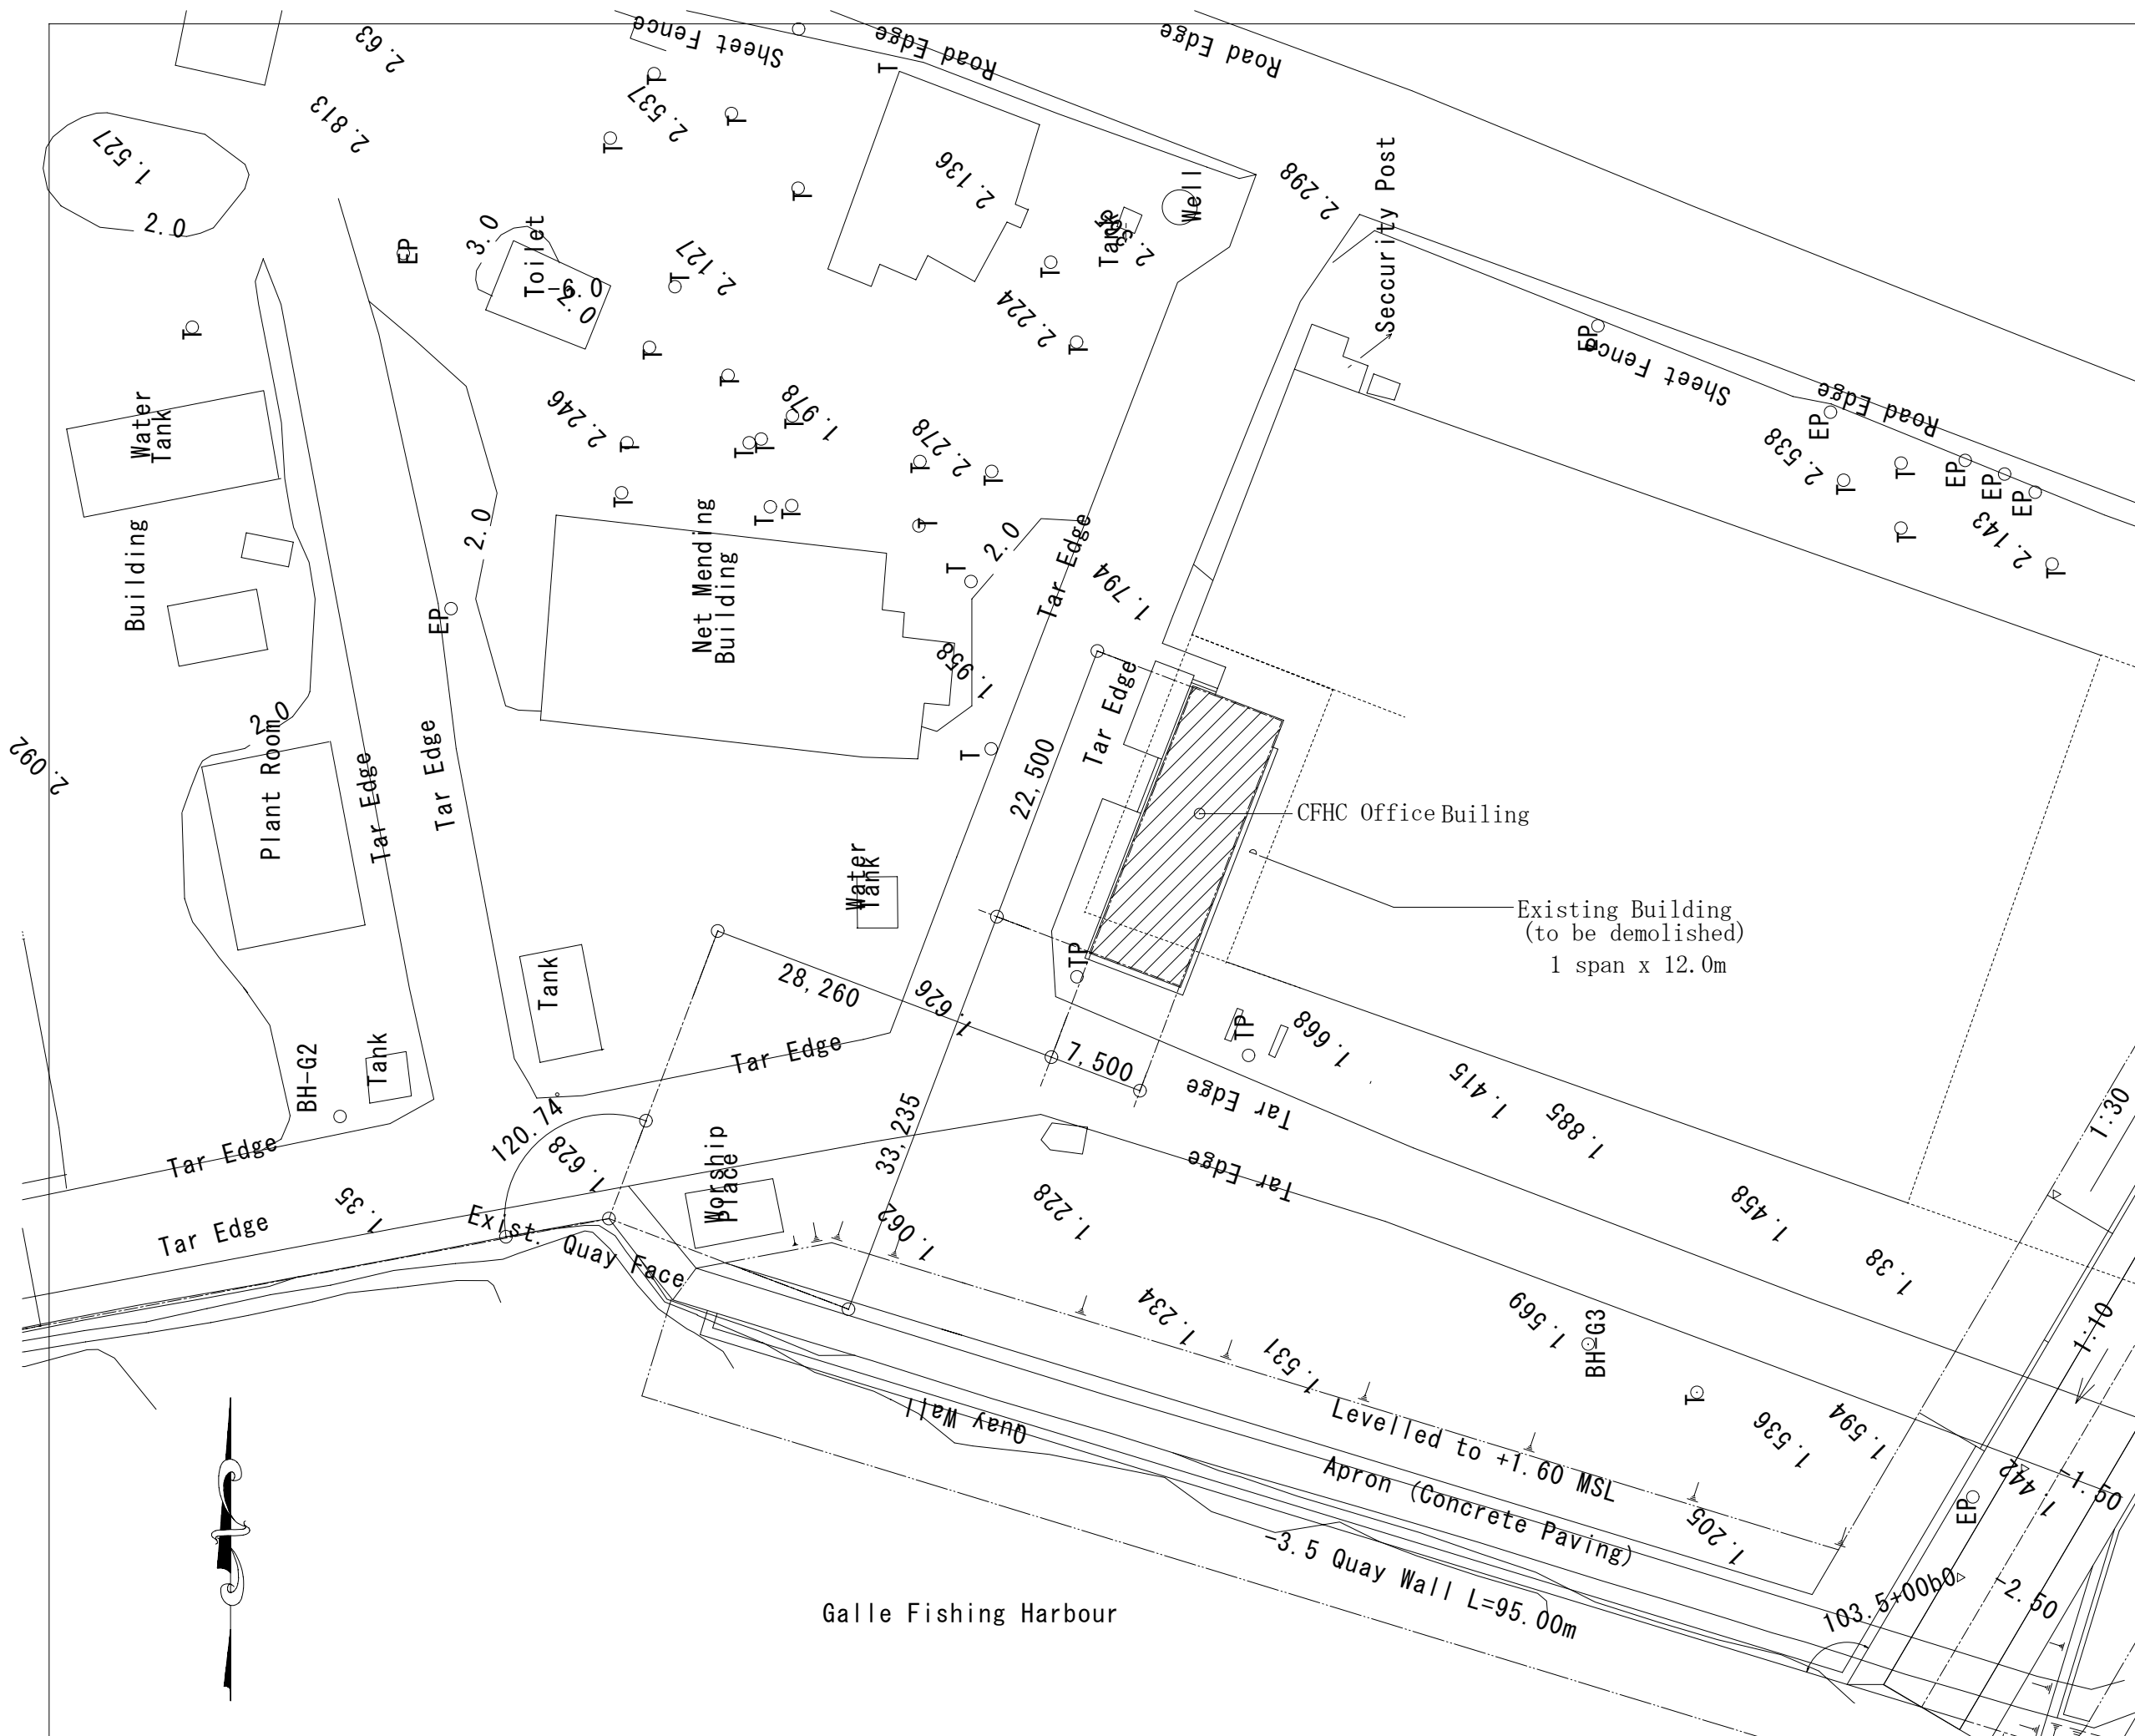 2.63
Sheet Fence
Road Edge
Road Edge
T
T
2.537
T
2.813
T
1.527
2.136
T
Seccurity Post
2.298
Well
Tank
2.0
EP
3.0
Toilet
2.127
T
T
-6.0
2.224
T
T
T
EP
Sheet Fence
T
2.246
1.978
T
Road Edge
EP
Water
Tank
T
T
T
2.278
T
T
2.538
T
T
EP
EP
EP
T
T
T
2.0
T
2.0
T
2.143
T
Building
Net Mending
Building
T
Tar Edge
1.794
EP
1.958
2.0
Tar Edge
2.092
Plant Room
Tar Edge
Tar Edge
T
22,500
CFHC Office Builing
Water
Tank
Existing Building
(to be demolished)
1 span x 12.0m
TP
Tank
28,260
1.626
TP
1.668
BH-G2
Tank
Tar Edge
7,500
Tar Edge
1.415
1.885
1:30
120.74°
1.628
33,235
Tar Edge
Worship
Place
Tar Edge
1.35
Tar Edge
Exist. Quay Face
1.062
1.228
1.458
1.38
1.234
1.531
1.569
BH-G3
1:10
T
Quay Wall
Levelled to +1.60 MSL
1.536
1.594
Apron (Concrete Paving)
1.205
1.442
-1.50
EP
-3.5 Quay Wall L=95.00m
103.5+00b0
-2.50
Galle Fishing Harbour